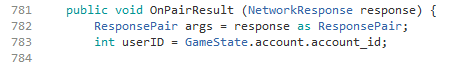 781 public void OnPairResult (NetworkResponse response) {
782 ResponsePair args = response as ResponsePair;
783 int userID = GameState.account.account_id;
784